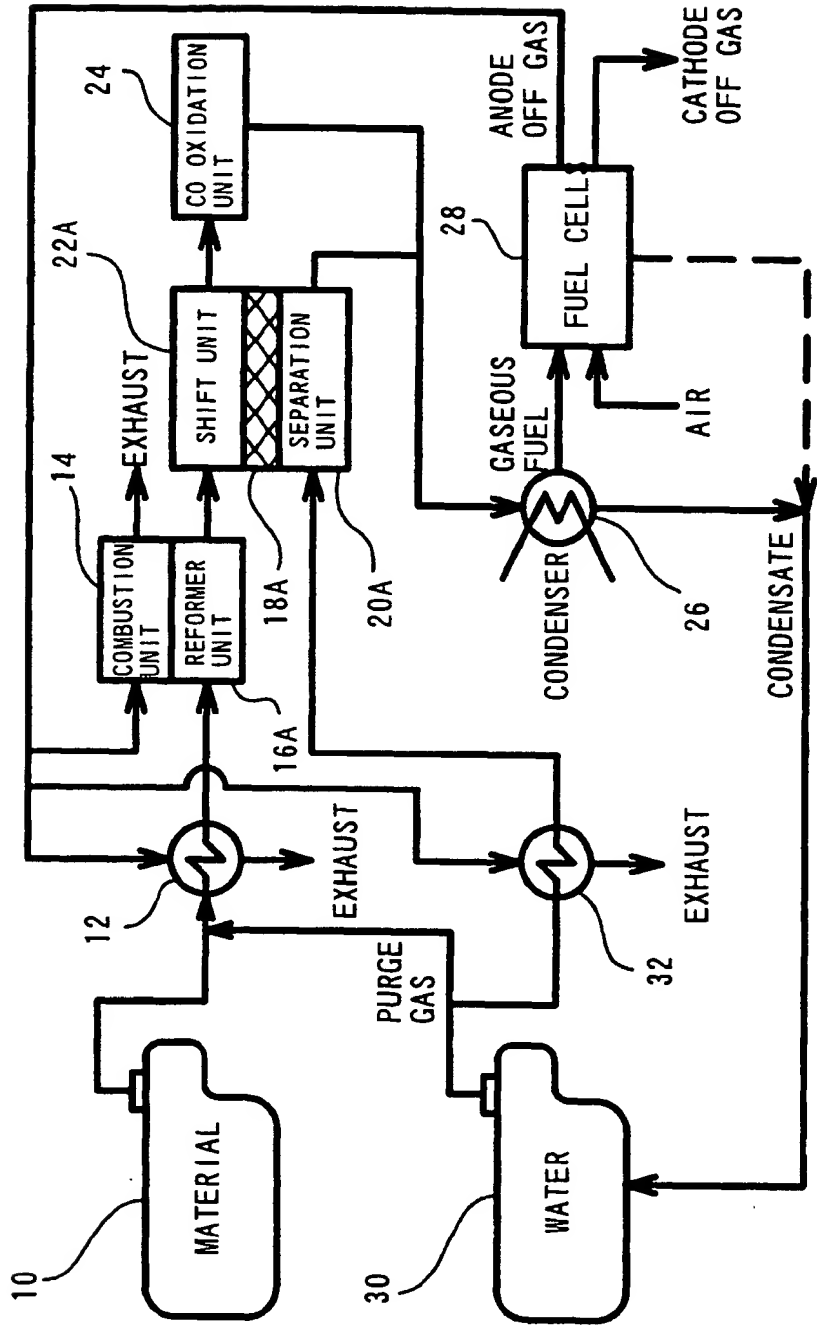 10
MATERIAL
12
EXHAUST
COMBUSTION
UNIT
14
EXHAUST
REFORMER
UNIT
16A
22A
SHIFT UNIT
18A
SEPARATION
UNIT
20A
24
CO OXIDATION
UNIT
30
WATER
PURGE
GAS
32
EXHAUST
CONDENSER
26
GASEOUS
FUEL
CONDENSATE
AIR
28
FUEL CELL
ANODE
OFF GAS
CATHODE
OFF GAS